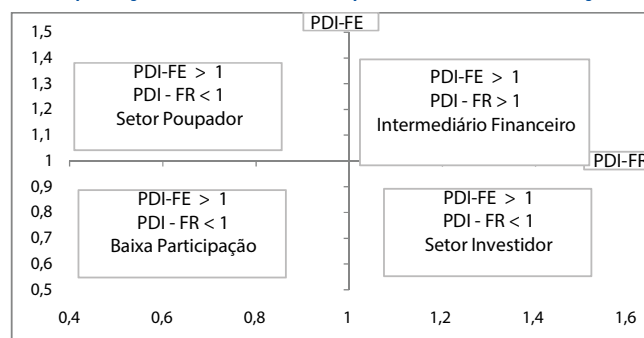 PDI-FE
1,5
1,4
1,3
1,2
1,1
1
0,9
0,8
0,7
0,6
0,5
PDI-FE > 1
PDI - FR < 1
Setor Poupador
PDI-FE > 1
PDI - FR > 1
Intermediário Financeiro
PDI-FR
PDI-FE > 1
PDI - FR < 1
Baixa Participação
PDI-FE > 1
PDI - FR < 1
Setor Investidor
0,4
0,6
0,8
1
1,2
1,4
1,6